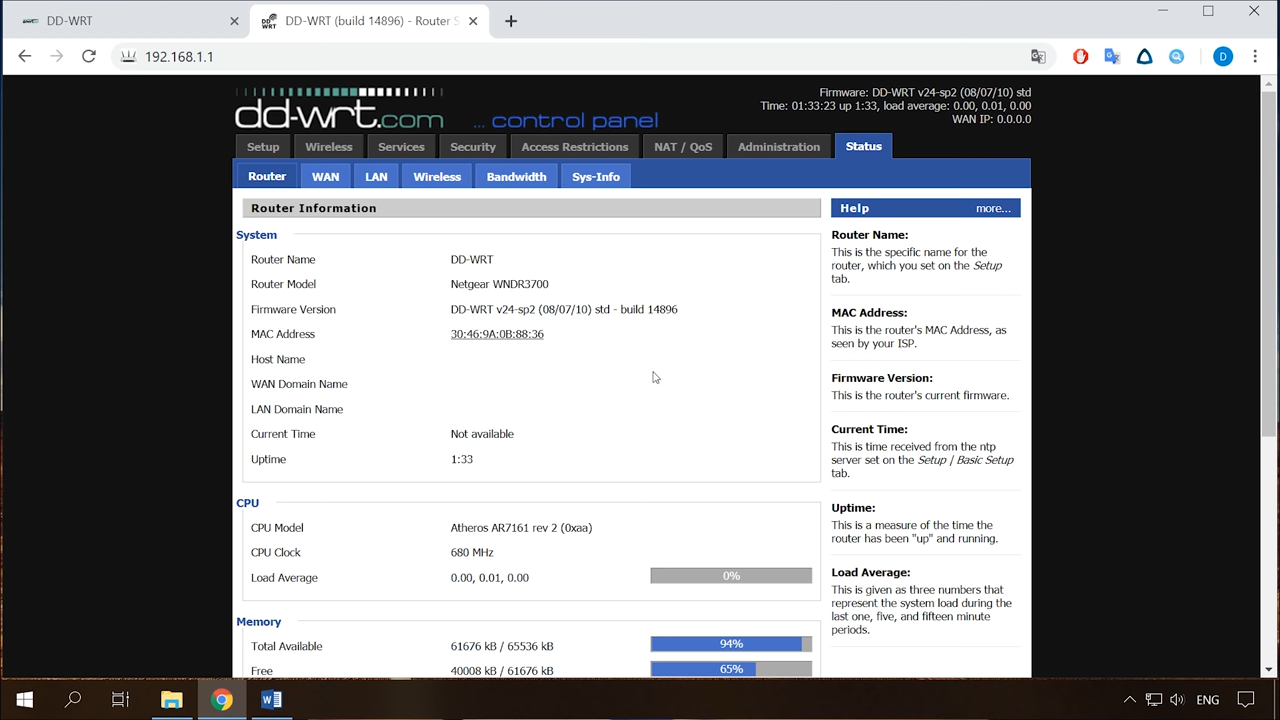 DD-WRT
DD-WRT (build 14896) - Router S
192.168.1.1
D
dd-wrt.com
... control panel
Firmware: DD-WRT v24-sp2 (08/07/10) std
Time: 01:33:23 up 1:33, load average: 0.00, 0.01, 0.00
WAN IP: 0.0.0.0
Setup Wireless Services Security Access Restrictions NAT / QoS Administration Status
Router WAN LAN Wireless Bandwidth Sys-Info
Router Information
System
Router Name DD-WRT
Router Model Netgear WNDR3700
Firmware Version DD-WRT v24-sp2 (08/07/10) std - build 14896
MAC Address 30:46:9A:0B:88:36
Host Name
WAN Domain Name
LAN Domain Name
Current Time Not available
Uptime 1:33
CPU
CPU Model Atheros AR7161 rev 2 (0xaa)
CPU Clock 680 MHz
Load Average 0.00, 0.01, 0.00 0%
Memory
Total Available 61676 kB / 65536 kB 94%
Free 40008 kB / 61676 kB 65%
Help more...
Router Name:
This is the specific name for the
router, which you set on the Setup
tab.
MAC Address:
This is the router's MAC Address, as
seen by your ISP.
Firmware Version:
This is the router's current firmware.
Current Time:
This is time received from the ntp
server set on the Setup / Basic Setup
tab.
Uptime:
This is a measure of the time the
router has been "up" and running.
Load Average:
This is given as three numbers that
represent the system load during the
last one, five, and fifteen minute
periods.
ENG